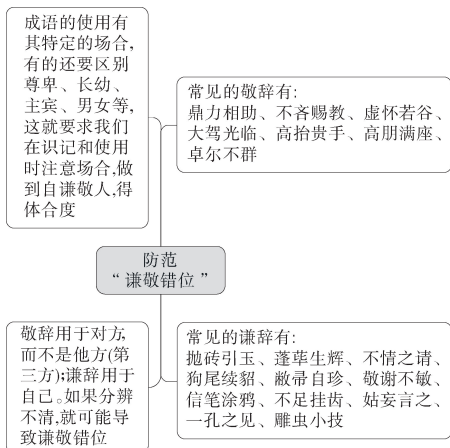 成语的使用有
其特定的场合,
有的还要区别
尊卑、长幼、
主宾、男女等,
这就要求我们
在识记和使用
时注意场合,做
到自谦敬人,得
体合度
常见的敬辞有:
鼎力相助、不吝赐教、虚怀若谷、
大驾光临、高抬贵手、高朋满座、
卓尔不群
防范
“谦敬错位”
敬辞用于对方,
而不是他方(第
三方);谦辞用于
自己。如果分辨
不清,就可能导
致谦敬错位
常见的谦辞有:
抛砖引玉、蓬荜生辉、不情之请、
狗尾续貂、敝帚自珍、敬谢不敏、
信笔涂鸦、不足挂齿、姑妄言之、
一孔之见、雕虫小技